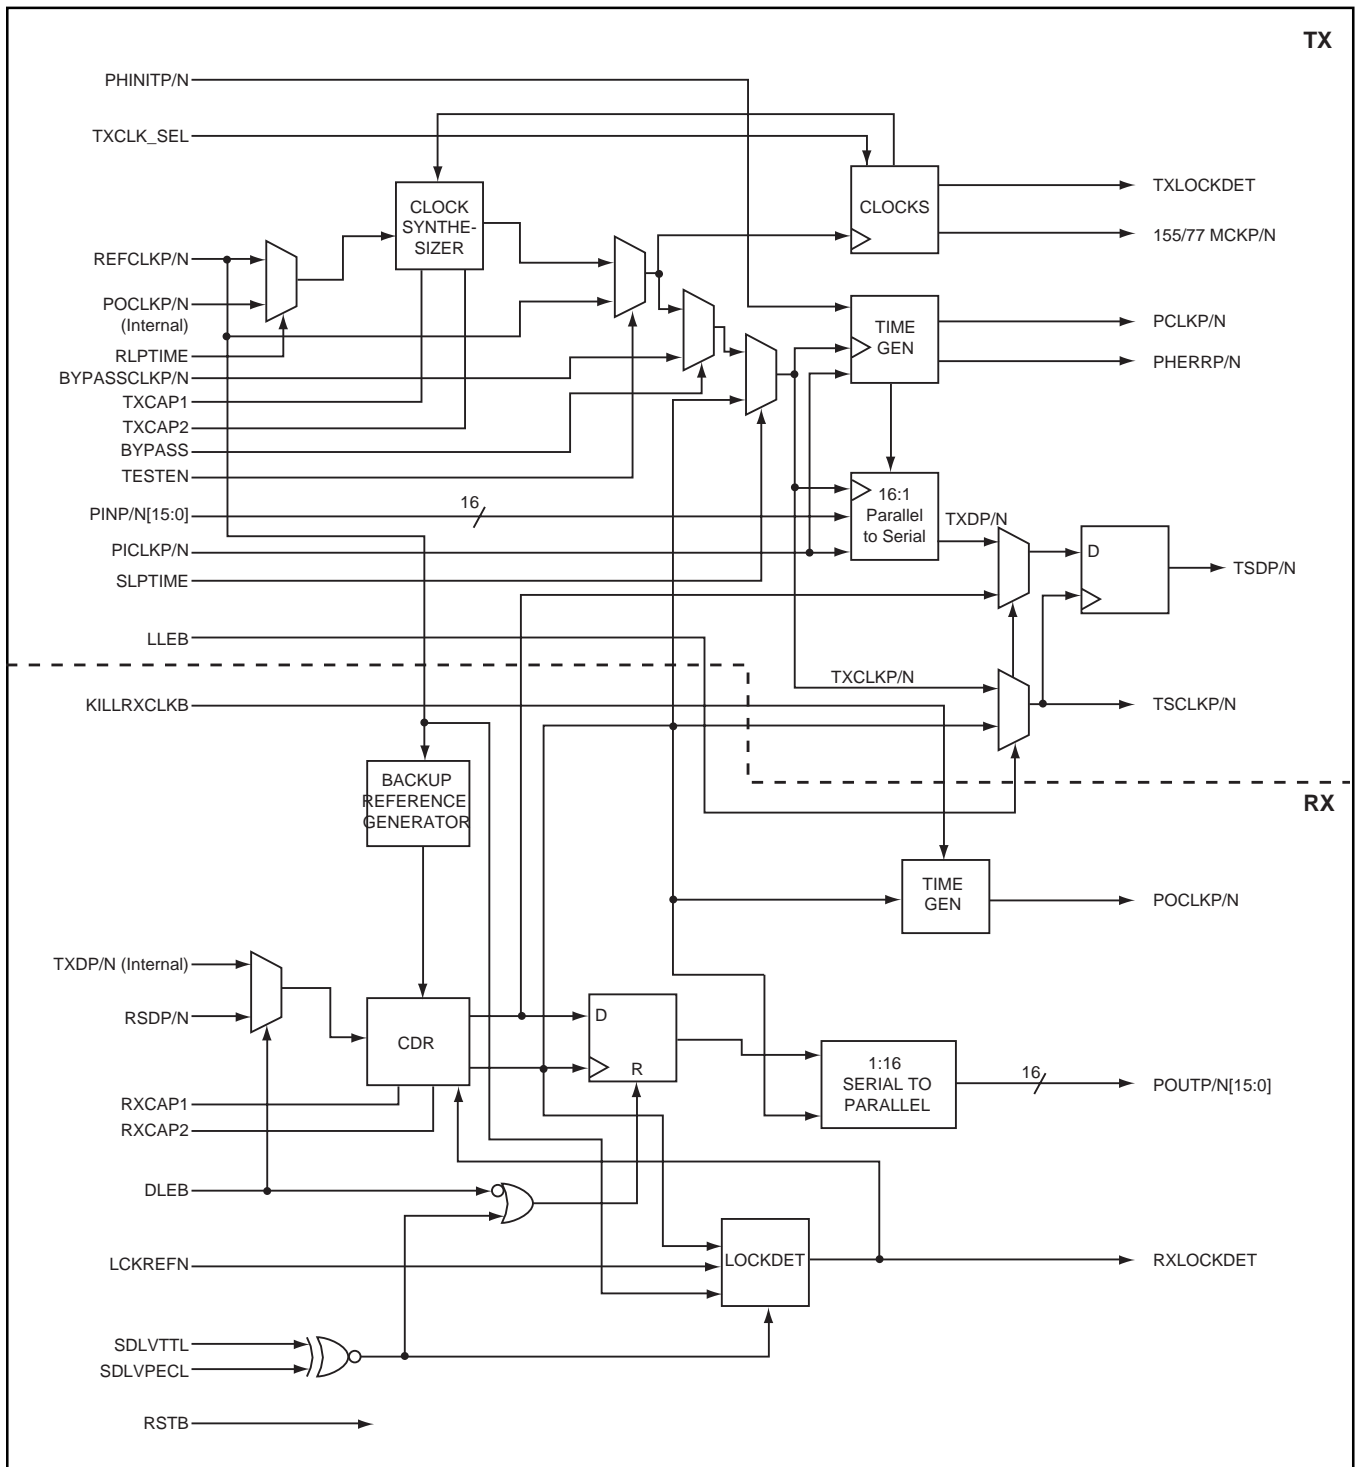 TX
PHINITP/N
TXCLK_SEL
CLOCK
SYNTHE-
SIZER
CLOCKS
TXLOCKDET
155/77 MCKP/N
REFCLKP/N
POCLKP/N
(Internal)
RLPTIME
BYPASSCLKP/N
TXCAP1
TXCAP2
BYPASS
TESTEN
TIME
GEN
PCLKP/N
PHERRP/N
PINP/N[15:0]
16
PICLKP/N
SLPTIME
16:1
Parallel
to Serial
TXDP/N
D
TSDP/N
LLEB
TXCLKP/N
TSCLKP/N
KILLRXCLKB
RX
BACKUP
REFERENCE
GENERATOR
TIME
GEN
POCLKP/N
TXDP/N (Internal)
RSDP/N
CDR
D
R
1:16
SERIAL TO
PARALLEL
16
POUTP/N[15:0]
RXCAP1
RXCAP2
DLEB
LCKREFN
LOCKDET
RXLOCKDET
SDLVTTL
SDLVPECL
RSTB